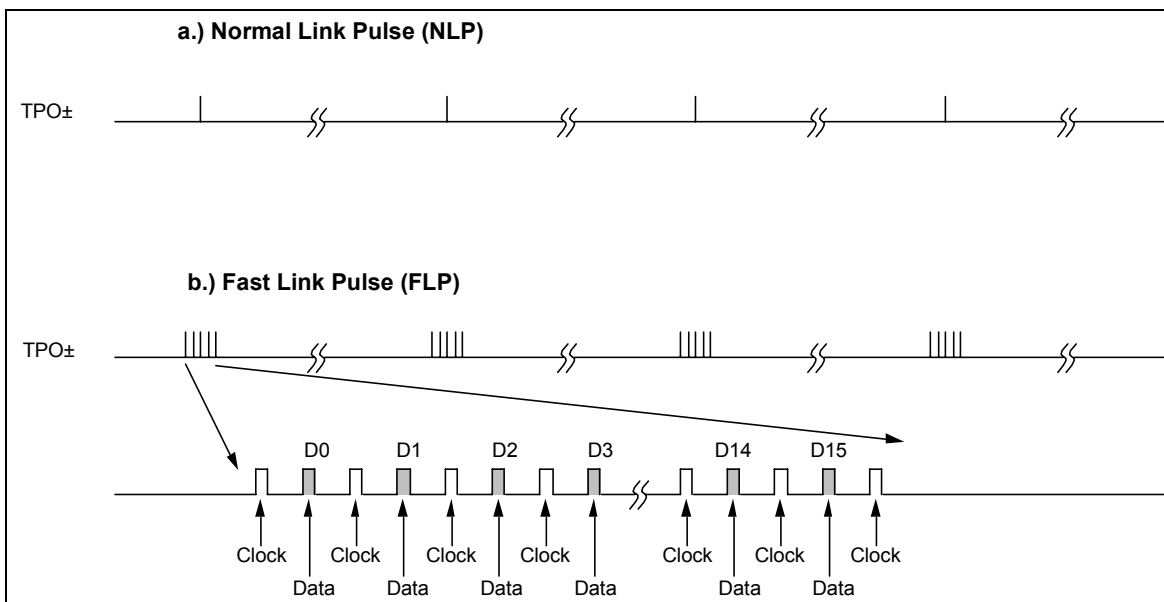 a.) Normal Link Pulse (NLP)
TPO±
b.) Fast Link Pulse (FLP)
TPO±
D0 D1 D2 D3 D14 D15
Clock Clock Clock Clock Clock Clock Clock
Data Data Data Data Data Data